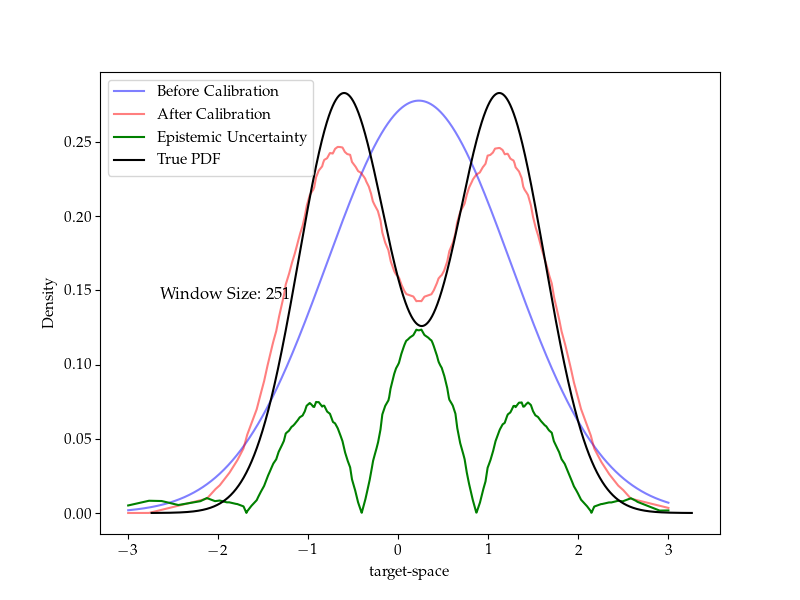 Before Calibration
After Calibration
Epistemic Uncertainty
True PDF
Window Size: 251
Density
0.25
0.20
0.15
0.10
0.05
0.00
−3
−2
−1
0
1
2
3
target-space